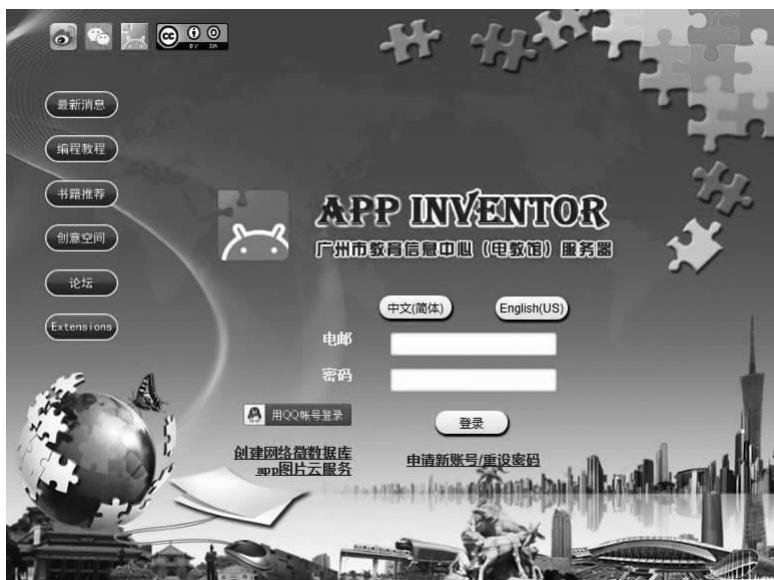 cc BY SA
最新消息
编程教程
书籍推荐
创意空间
论坛
Extensions
APP INVENTOR
广州市教育信息中心（电教馆）服务器
中文(简体) English(US)
电邮
密码
用QQ帐号登录
登录
创建网络微数据库
app图片云服务
申请新账号/重设密码